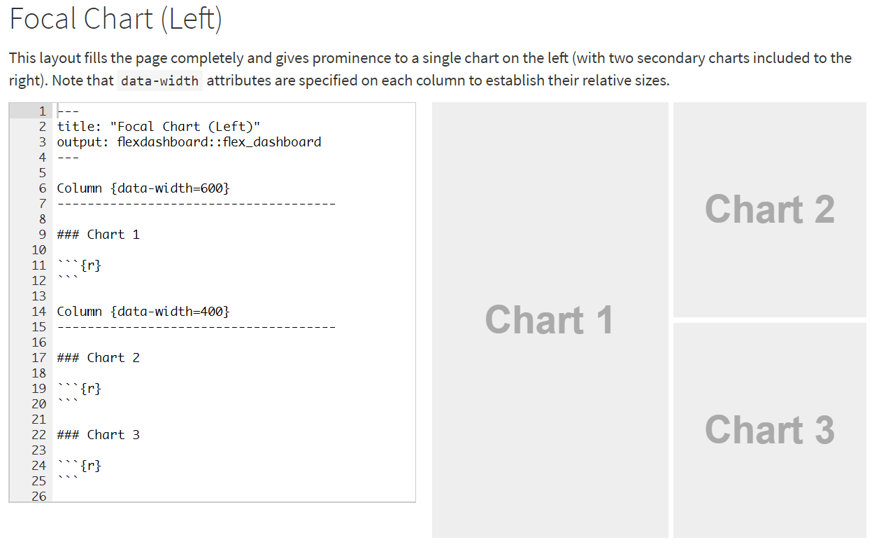 Focal Chart (Left)
This layout fills the page completely and gives prominence to a single chart on the left (with two secondary charts included to the
right). Note that data-width attributes are specified on each column to establish their relative sizes.
1 ---
2 title: "Focal Chart (Left)"
3 output: flexdashboard::flex_dashboard
4 ---
5
6 Column {data-width=600}
7 -------------------------------------
8
9 ### Chart 1
10
11 ```{r}
12 ```
13
14 Column {data-width=400}
15 -------------------------------------
16
17 ### Chart 2
18
19 ```{r}
20 ```
21
22 ### Chart 3
23
24 ```{r}
25 ```
26
Chart 1
Chart 2
Chart 3